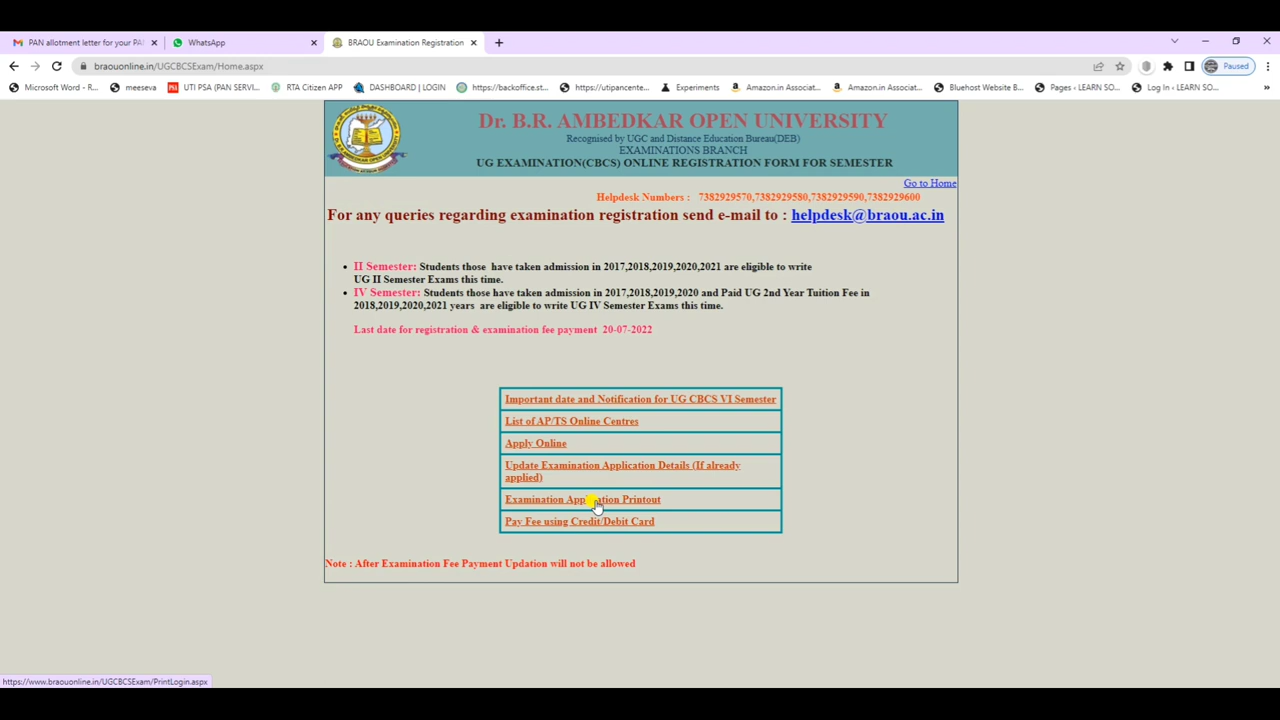 PAN allotment letter for your PAN
WhatsApp
BRAOU Examination Registration
braouonline.in/UGCBCSExam/Home.aspx
Paused
Microsoft Word - R...
meeseva
UTI PSA (PAN SERVI...
RTA Citizen APP
DASHBOARD | LOGIN
https://backoffice.st...
https://utipancente...
Experiments
Amazon.in Associat...
Amazon.in Associat...
Bluehost Website B...
Pages ‹ LEARN SO...
Log In ‹ LEARN SO...
Dr. B.R. AMBEDKAR OPEN UNIVERSITY
Recognised by UGC and Distance Education Bureau(DEB)
EXAMINATIONS BRANCH
UG EXAMINATION(CBCS) ONLINE REGISTRATION FORM FOR SEMESTER
Go to Home
Helpdesk Numbers : 7382929570,7382929580,7382929590,7382929600
For any queries regarding examination registration send e-mail to : helpdesk@braou.ac.in
II Semester: Students those have taken admission in 2017,2018,2019,2020,2021 are eligible to write
UG II Semester Exams this time.
IV Semester: Students those have taken admission in 2017,2018,2019,2020 and Paid UG 2nd Year Tuition Fee in
2018,2019,2020,2021 years are eligible to write UG IV Semester Exams this time.
Last date for registration & examination fee payment 20-07-2022
Important date and Notification for UG CBCS VI Semester
List of AP/TS Online Centres
Apply Online
Update Examination Application Details (If already
applied)
Examination Application Printout
Pay Fee using Credit/Debit Card
Note : After Examination Fee Payment Updation will not be allowed
https://www.braouonline.in/UGCBCSExam/PrintLogin.aspx